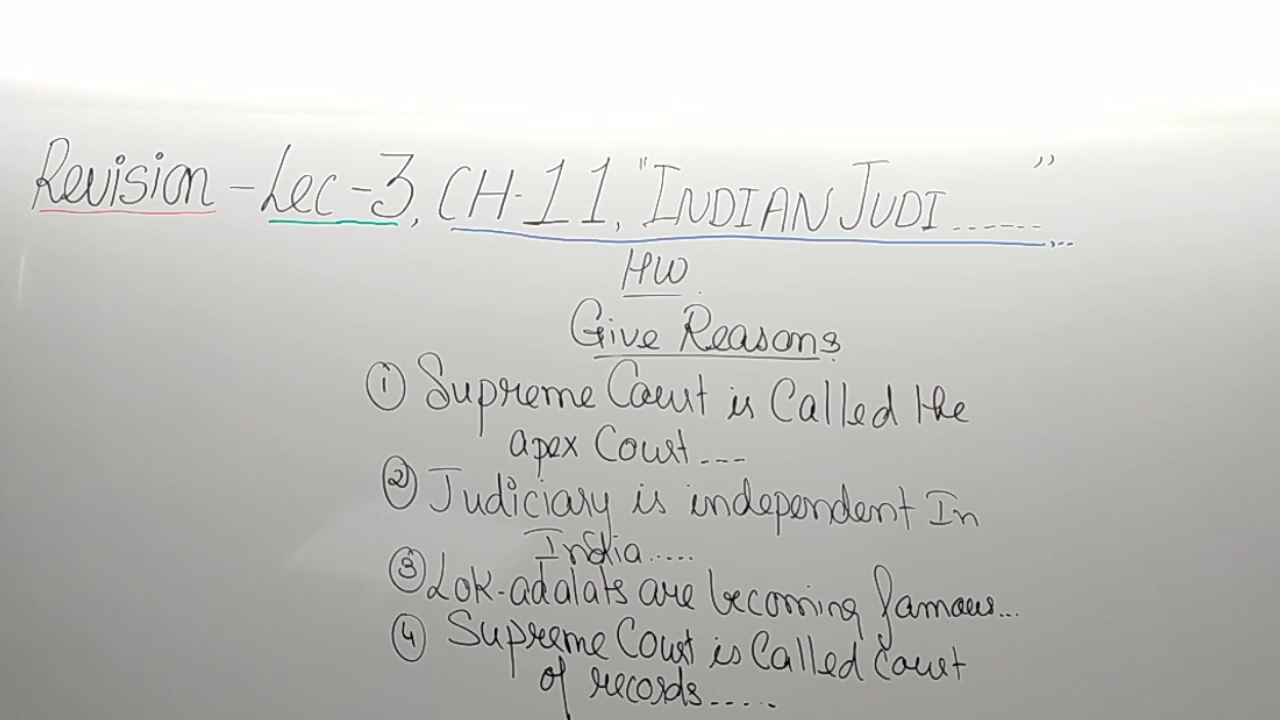 Revision - Lec-3, CH-11, "INDIAN JUDI......"
HW.
Give Reasons
① Supreme Court is Called the
apex Court...
② Judiciary is independent In
India.....
③ Lok-adalats are becoming famous...
④ Supreme Court is Called Court
of records.....